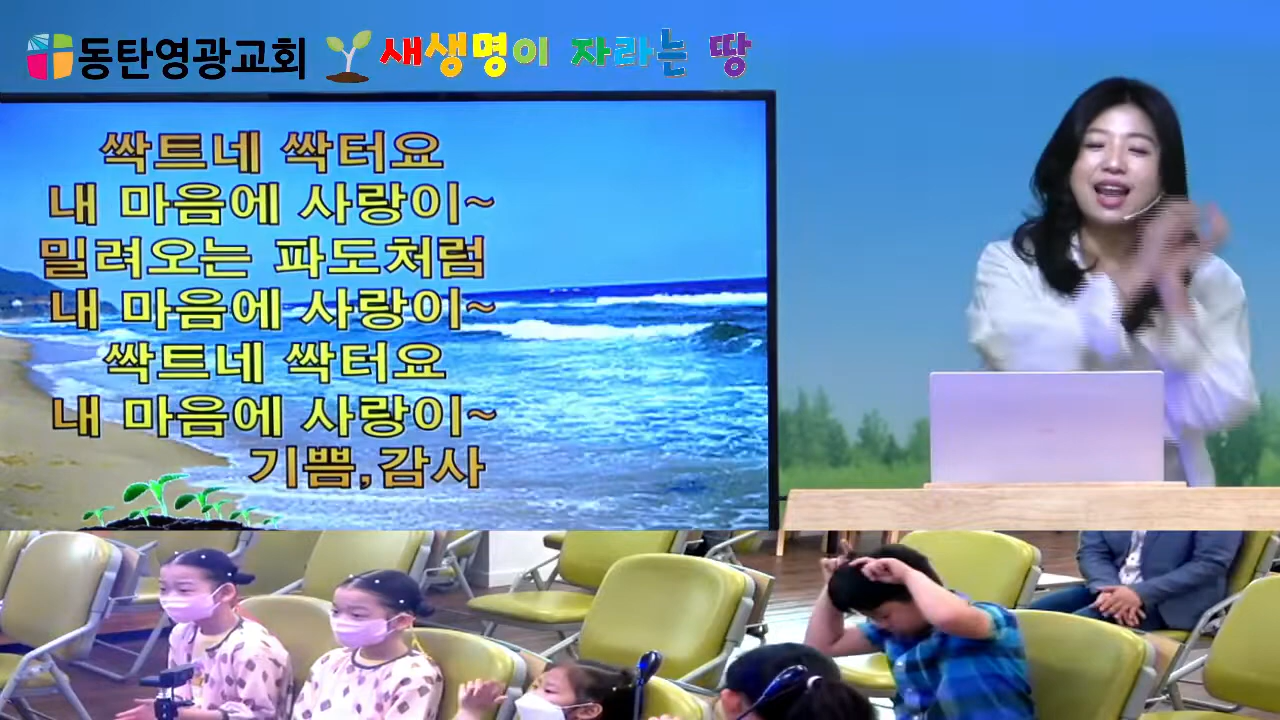 동탄영광교회 새생명이 자라는 땅
싹트네 싹터요
내 마음에 사랑이~
밀려오는 파도처럼
내 마음에 사랑이~
싹트네 싹터요
내 마음에 사랑이~
기쁨,감사